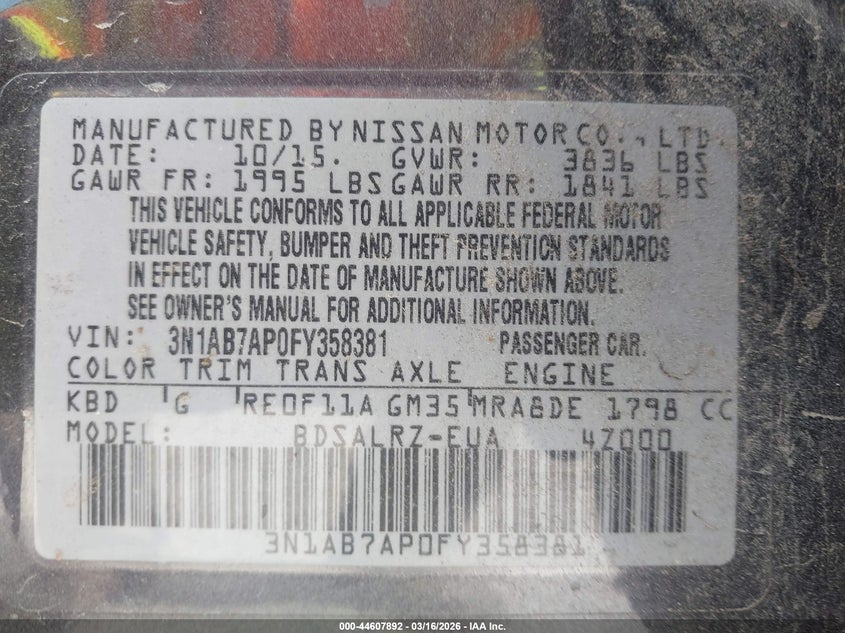 MANUFACTURED BY NISSAN MOTOR CO., LTD.
DATE: 10/15. GVWR: 3836 LBS
GAWR FR: 1995 LBS GAWR RR: 1841 LBS
THIS VEHICLE CONFORMS TO ALL APPLICABLE FEDERAL MOTOR
VEHICLE SAFETY, BUMPER AND THEFT PREVENTION STANDARDS
IN EFFECT ON THE DATE OF MANUFACTURE SHOWN ABOVE.
SEE OWNER'S MANUAL FOR ADDITIONAL INFORMATION.
VIN: 3N1AB7AP0FY358381 PASSENGER CAR.
COLOR TRIM TRANS AXLE ENGINE
KBD G RE0F11A GM35 MRA8DE 1798 CC
MODEL: BDSALRZ-EUA 4Z000
3N1AB7AP0FY358381
000-44607892 - 03/16/2026 - IAA Inc.